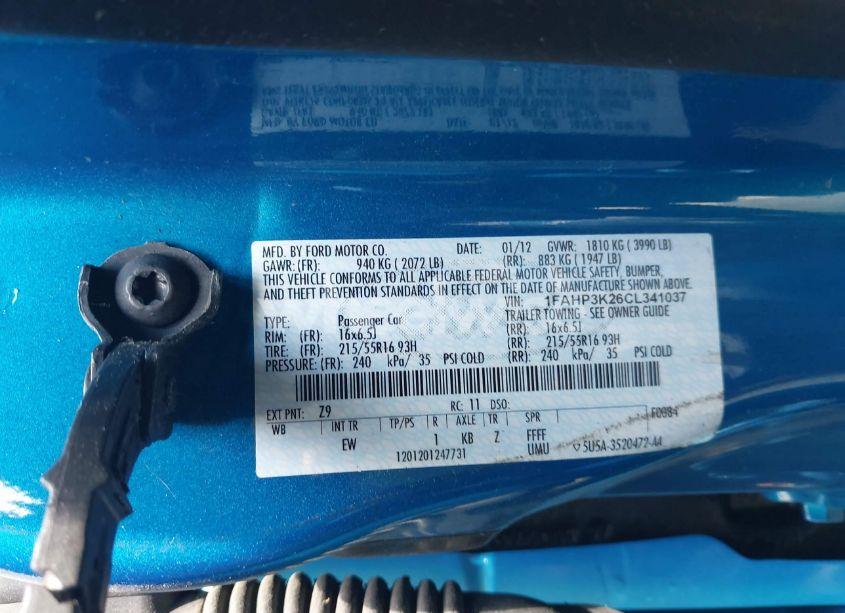 MFD. BY FORD MOTOR CO. DATE: 01/12 GVWR: 1810 KG ( 3990 LB)
GAWR: (FR): 940 KG ( 2072 LB) (RR): 883 KG ( 1947 LB)
THIS VEHICLE CONFORMS TO ALL APPLICABLE FEDERAL MOTOR VEHICLE SAFETY, BUMPER,
AND THEFT PREVENTION STANDARDS IN EFFECT ON THE DATE OF MANUFACTURE SHOWN ABOVE.
VIN: 1FAHP3K26CL341037
TYPE: Passenger Car TRAILER TOWING - SEE OWNER GUIDE
RIM: (FR): 16x6.5J (RR): 16x6.5J
TIRE: (FR): 215/55R16 93H (RR): 215/55R16 93H
PRESSURE: (FR): 240 kPa/ 35 PSI COLD (RR): 240 kPa/ 35 PSI COLD
EXT PNT: Z9 RC: 11 DSO:
WB INT TR TP/PS R AXLE TR SPR
EW 1 KB Z FFFF
1201201247731 UMU 5U5A-3520472-AA